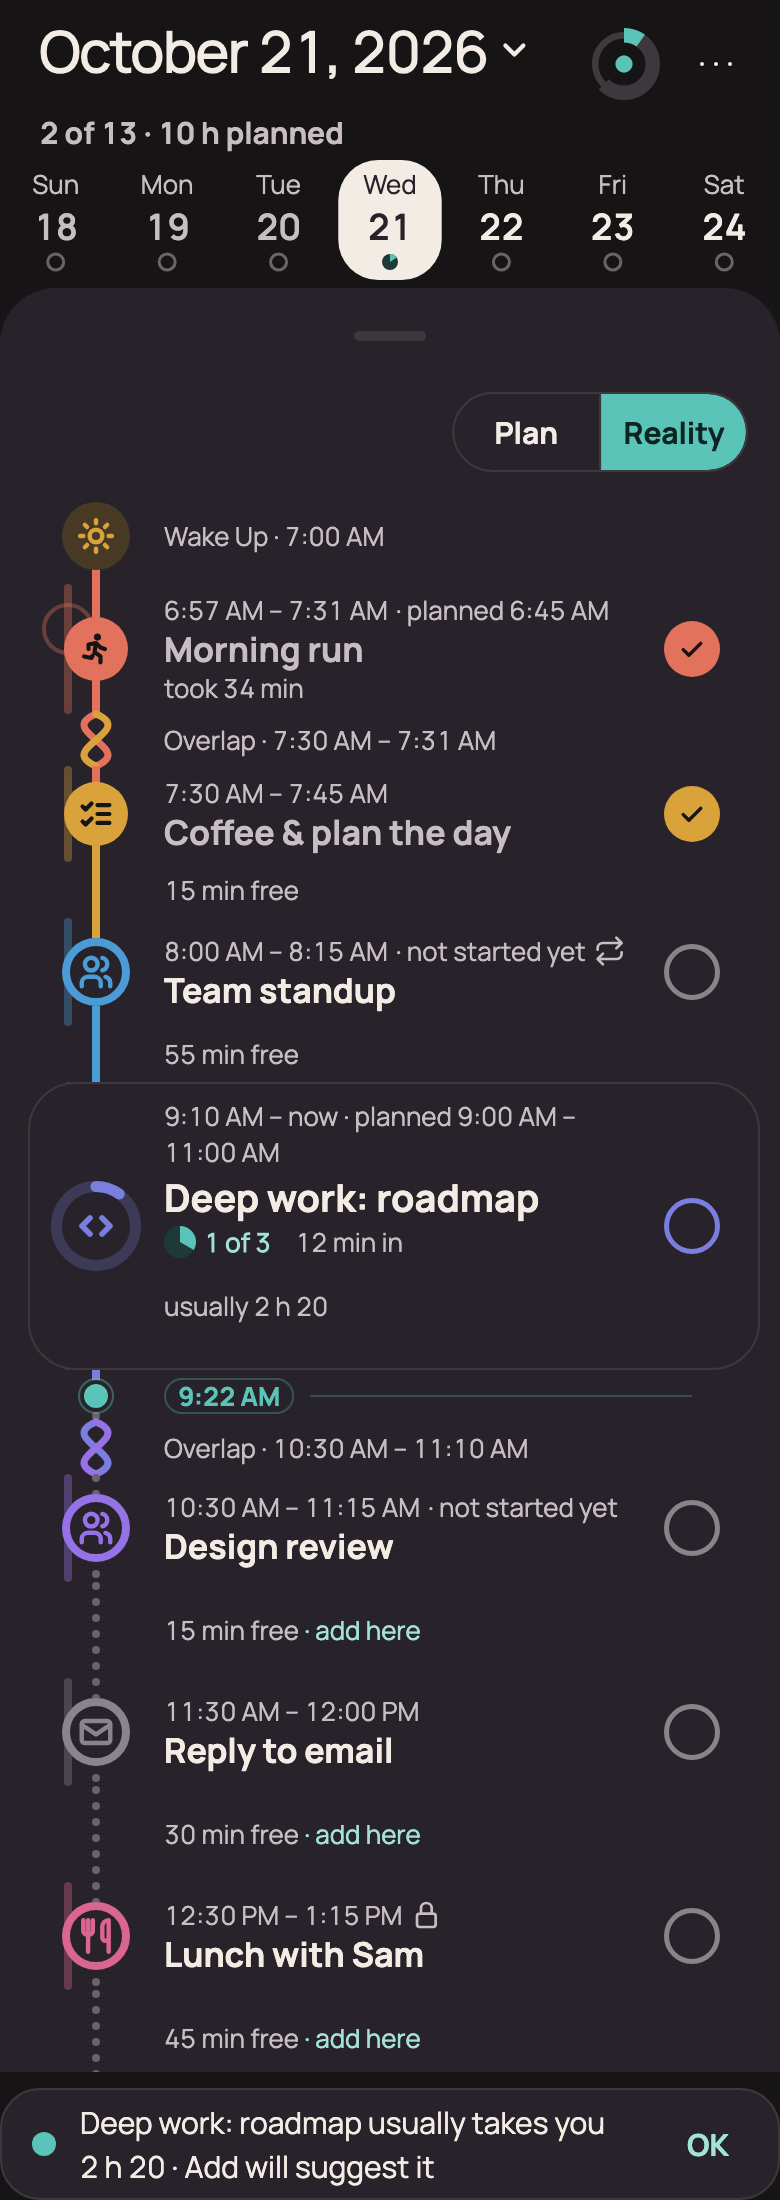 October 21, 2026
...
2 of 13 · 10 h planned
Sun Mon Tue Wed Thu Fri Sat
18 19 20 21 22 23 24
Plan Reality
Wake Up · 7:00 AM
6:57 AM – 7:31 AM · planned 6:45 AM
Morning run
took 34 min
Overlap · 7:30 AM – 7:31 AM
7:30 AM – 7:45 AM
Coffee & plan the day
15 min free
8:00 AM – 8:15 AM · not started yet
Team standup
55 min free
9:10 AM – now · planned 9:00 AM –
11:00 AM
Deep work: roadmap
1 of 3 12 min in
usually 2 h 20
9:22 AM
Overlap · 10:30 AM – 11:10 AM
10:30 AM – 11:15 AM · not started yet
Design review
15 min free · add here
11:30 AM – 12:00 PM
Reply to email
30 min free · add here
12:30 PM – 1:15 PM
Lunch with Sam
45 min free · add here
Deep work: roadmap usually takes you
2 h 20 · Add will suggest it
OK